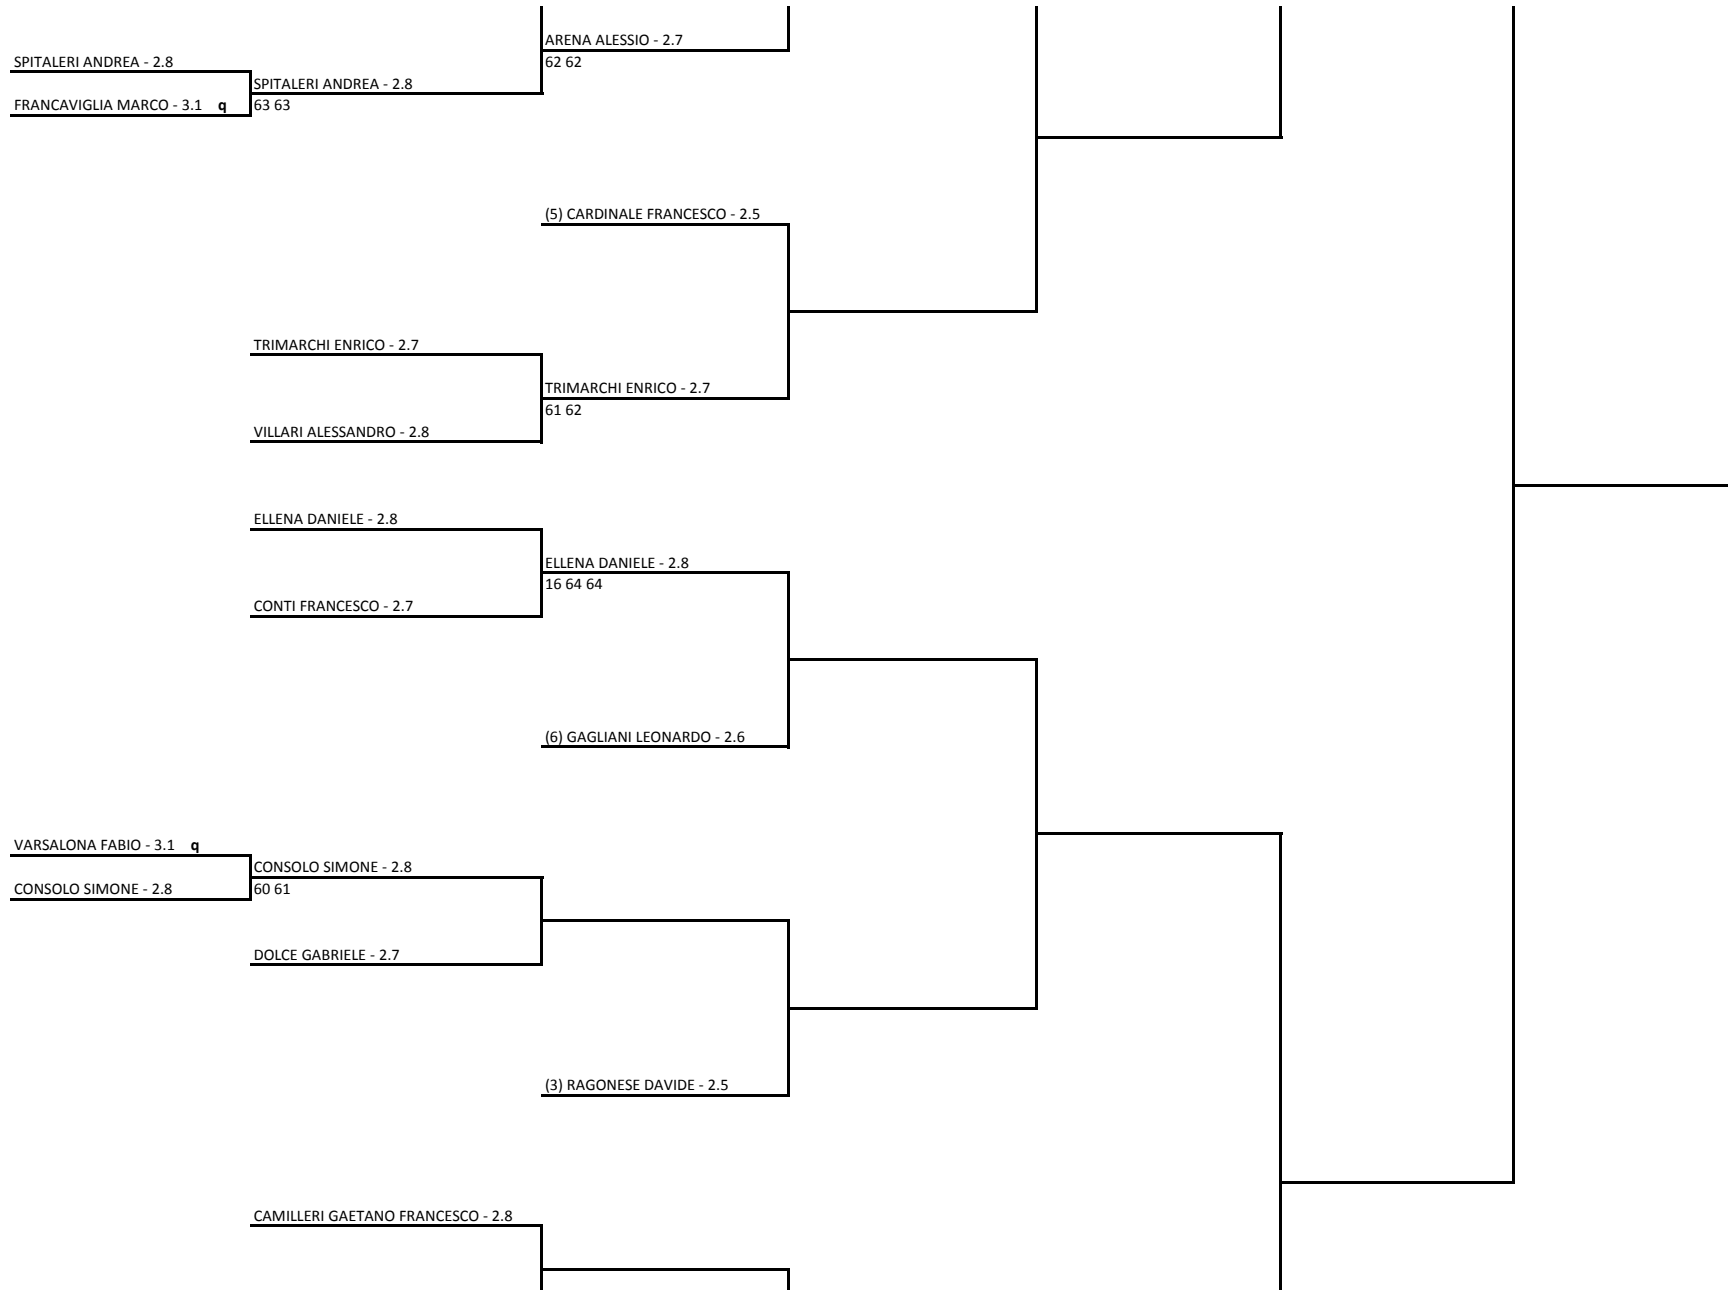 ARENA ALESSIO - 2.7
SPITALERI ANDREA - 2.8
62 62
SPITALERI ANDREA - 2.8
FRANCAVIGLIA MARCO - 3.1 q
63 63
(5) CARDINALE FRANCESCO - 2.5
TRIMARCHI ENRICO - 2.7
TRIMARCHI ENRICO - 2.7
61 62
VILLARI ALESSANDRO - 2.8
ELLENA DANIELE - 2.8
ELLENA DANIELE - 2.8
16 64 64
CONTI FRANCESCO - 2.7
(6) GAGLIANI LEONARDO - 2.6
VARSALONA FABIO - 3.1 q
CONSOLO SIMONE - 2.8
CONSOLO SIMONE - 2.8
60 61
DOLCE GABRIELE - 2.7
(3) RAGONESE DAVIDE - 2.5
CAMILLERI GAETANO FRANCESCO - 2.8